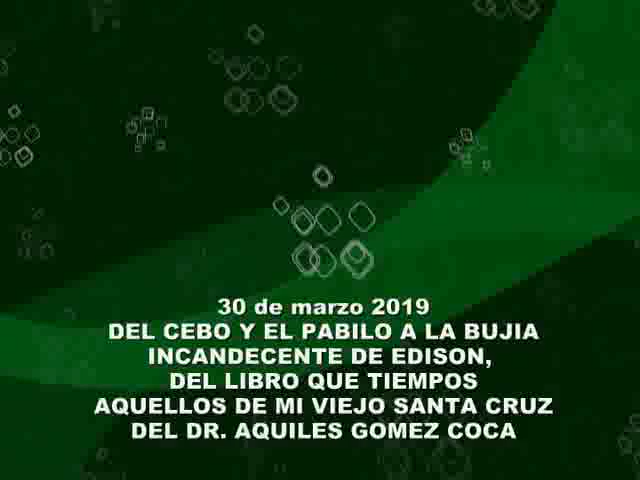 30 de marzo 2019
DEL CEBO Y EL PABILO A LA BUJIA
INCANDECENTE DE EDISON,
DEL LIBRO QUE TIEMPOS
AQUELLOS DE MI VIEJO SANTA CRUZ
DEL DR. AQUILES GOMEZ COCA